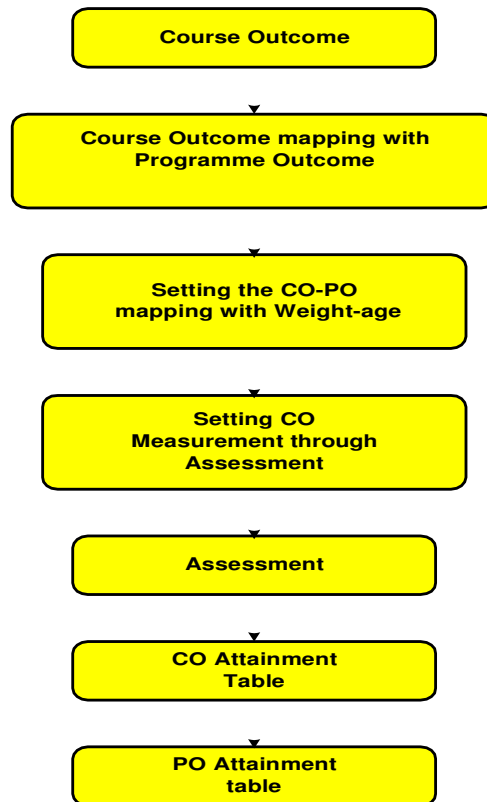 Course Outcome
Course Outcome mapping with
Programme Outcome
Setting the CO-PO
mapping with Weight-age
Setting CO
Measurement through
Assessment
Assessment
CO Attainment
Table
PO Attainment
table